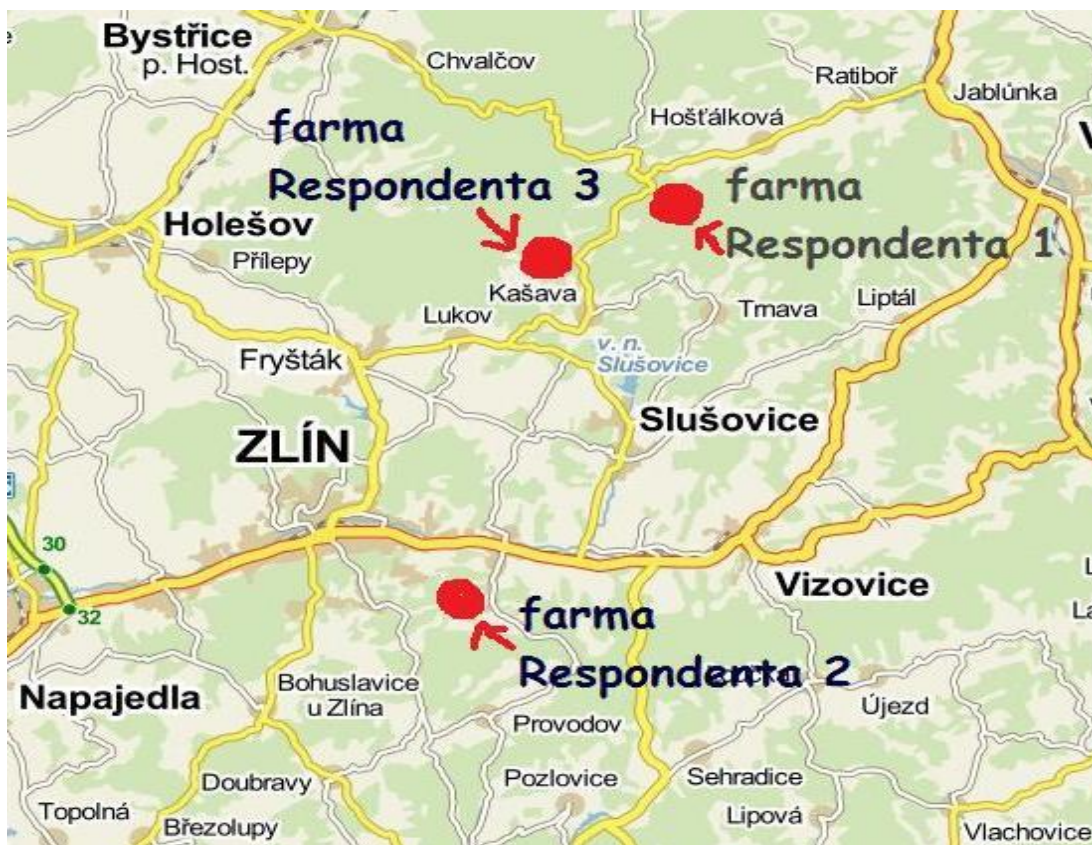 Bystřice
p. Host.
Chvalčov
Ratiboř
Jablůnka
Hošťálková
V
farma
Respondenta 3
farma
Respondenta 1
Holešov
Přílepy
Kašava
Lukov
Trnava
Liptál
Fryšták
v. n.
Slušovice
Slušovice
ZLÍN
30
32
Vizovice
L
La
farma
Respondenta 2
Napajedla
Bohuslavice
u Zlína
Újezd
Provodov
Doubravy
Pozlovice
Sehradice
Lipová
Topolná
Březolupy
Vlachovice